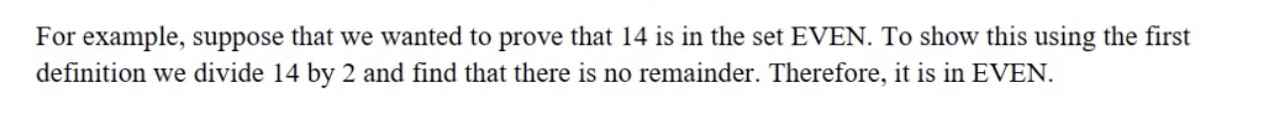 For example, suppose that we wanted to prove that 14 is in the set EVEN. To show this using the first
definition we divide 14 by 2 and find that there is no remainder. Therefore, it is in EVEN.